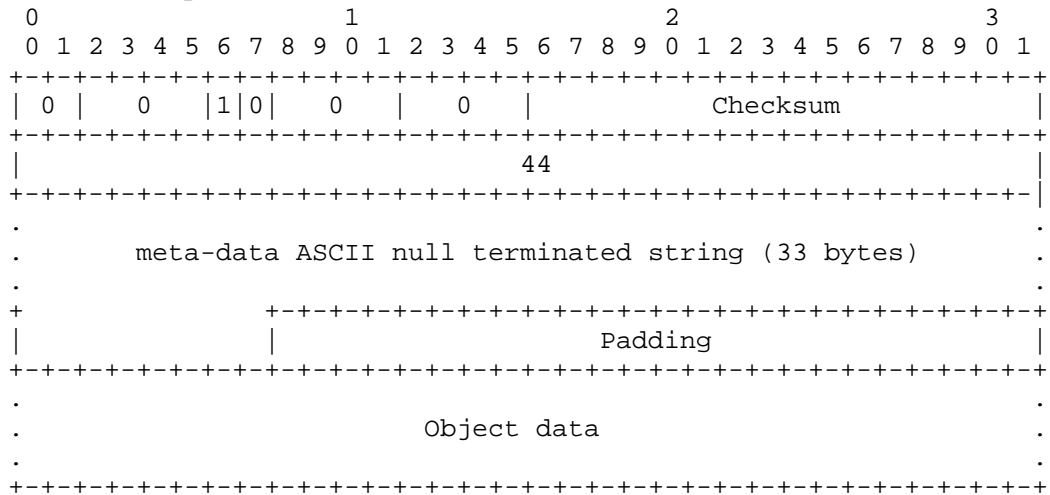 0                   1                   2                   3
0 1 2 3 4 5 6 7 8 9 0 1 2 3 4 5 6 7 8 9 0 1 2 3 4 5 6 7 8 9 0 1
+-+-+-+-+-+-+-+-+-+-+-+-+-+-+-+-+-+-+-+-+-+-+-+-+-+-+-+-+-+-+-+-+
| 0 |   0   |1|0|   0   |   0   |           Checksum            |
+-+-+-+-+-+-+-+-+-+-+-+-+-+-+-+-+-+-+-+-+-+-+-+-+-+-+-+-+-+-+-+-+
|                               44                              |
+-+-+-+-+-+-+-+-+-+-+-+-+-+-+-+-+-+-+-+-+-+-+-+-+-+-+-+-+-+-+-+-|
.                                                               .
.       meta-data ASCII null terminated string (33 bytes)       .
.                                                               .
+               +-+-+-+-+-+-+-+-+-+-+-+-+-+-+-+-+-+-+-+-+-+-+-+-+
|               |                    Padding                    |
+-+-+-+-+-+-+-+-+-+-+-+-+-+-+-+-+-+-+-+-+-+-+-+-+-+-+-+-+-+-+-+-+
.                                                               .
.                         Object data                           .
.                                                               .
+-+-+-+-+-+-+-+-+-+-+-+-+-+-+-+-+-+-+-+-+-+-+-+-+-+-+-+-+-+-+-+-+